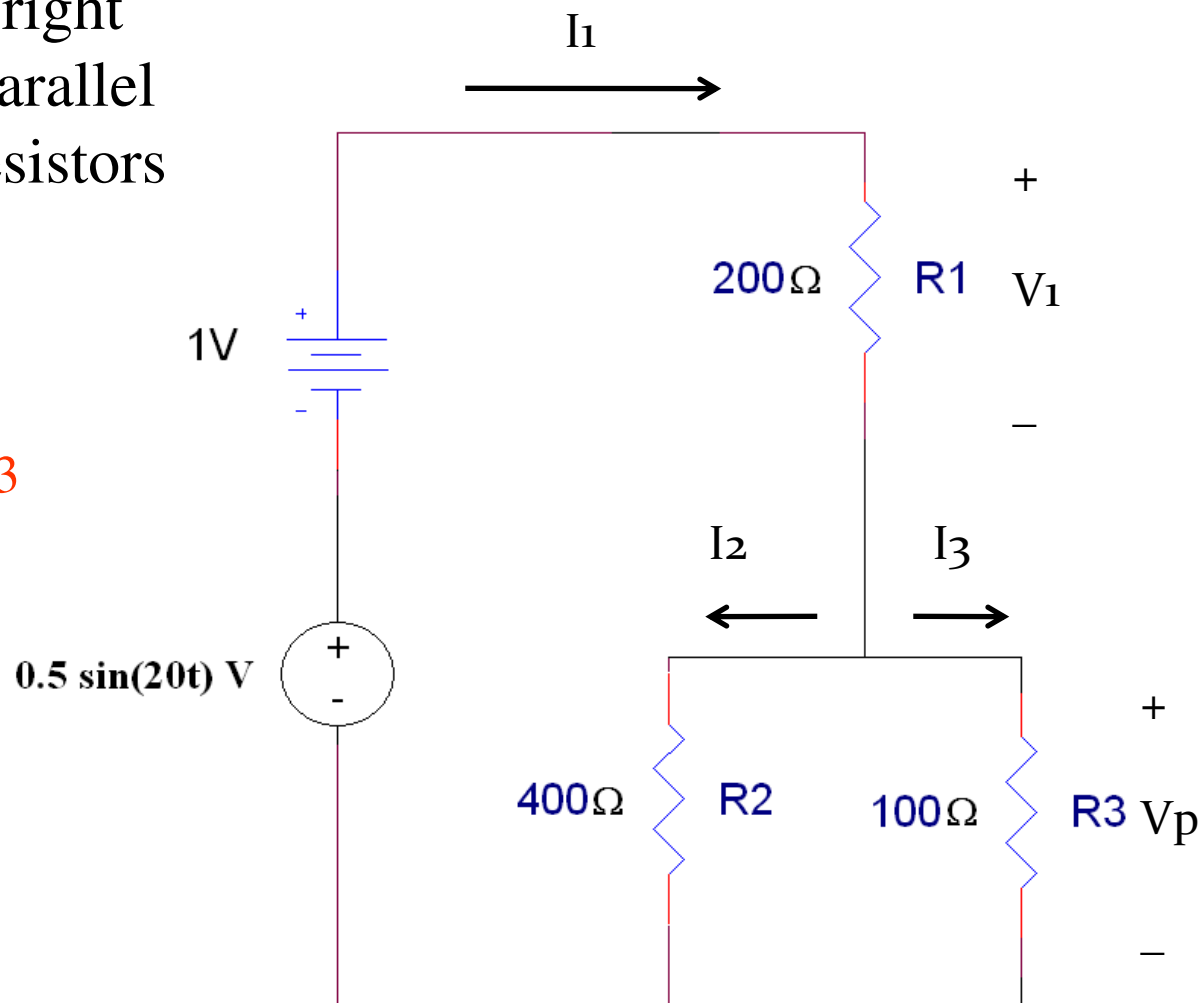 right
arallel
sistors
I1
+
200Ω R1 V1
+
1V
–
–
3
I2 I3
0.5 sin(20t) V
+
-
+
400Ω R2 100Ω R3 Vp
–